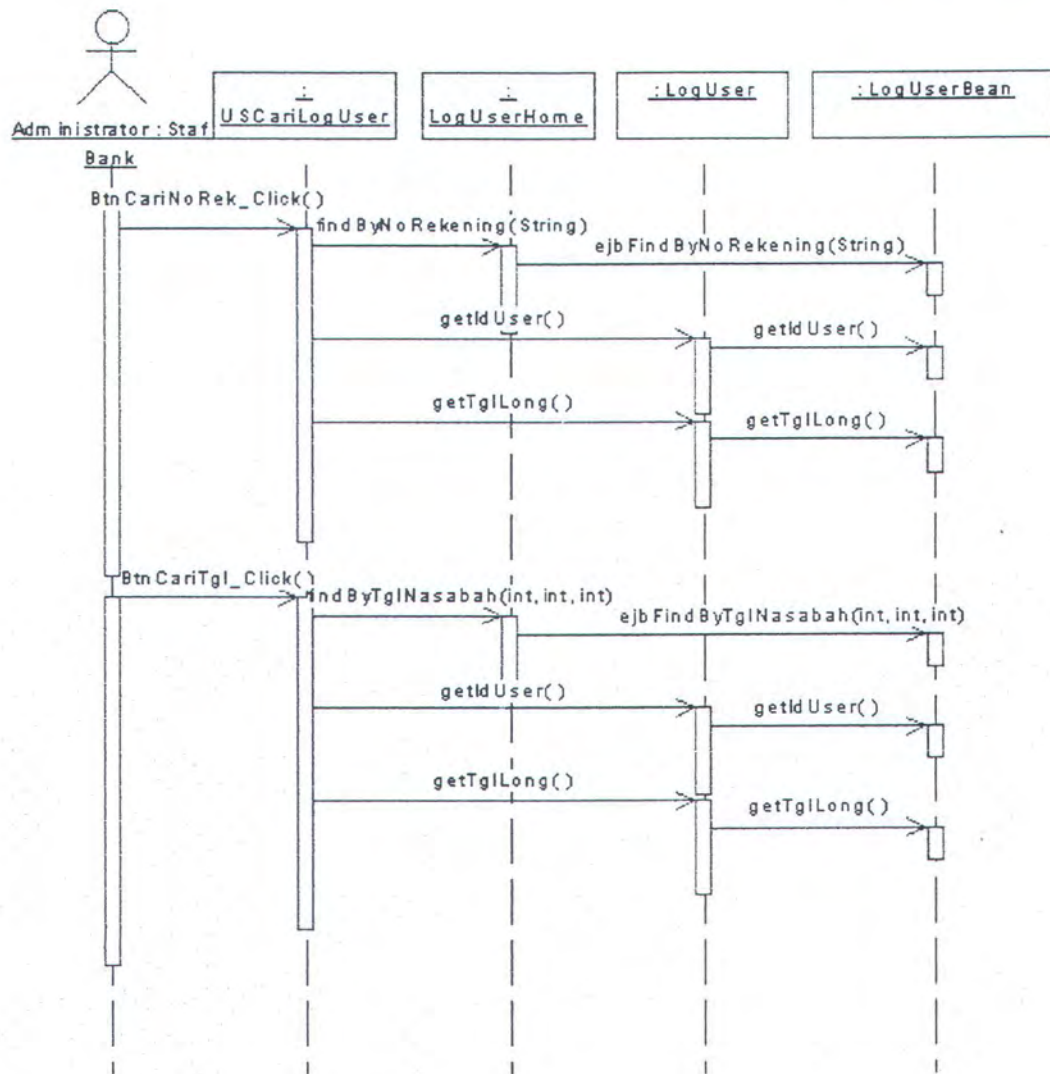 :
USCariLogUser
:
LogUserHome
:LogUser
:LogUserBean
Administrator : Staf
Bank
BtnCariNoRek_Click()
findByNoRekening(String)
ejbFindByNoRekening(String)
getIdUser()
getIdUser()
getTglLong()
getTglLong()
BtnCariTgl_Click()
findByTglNasabah(int,int,int)
ejbFindByTglNasabah(int,int,int)
getIdUser()
getIdUser()
getTglLong()
getTglLong()